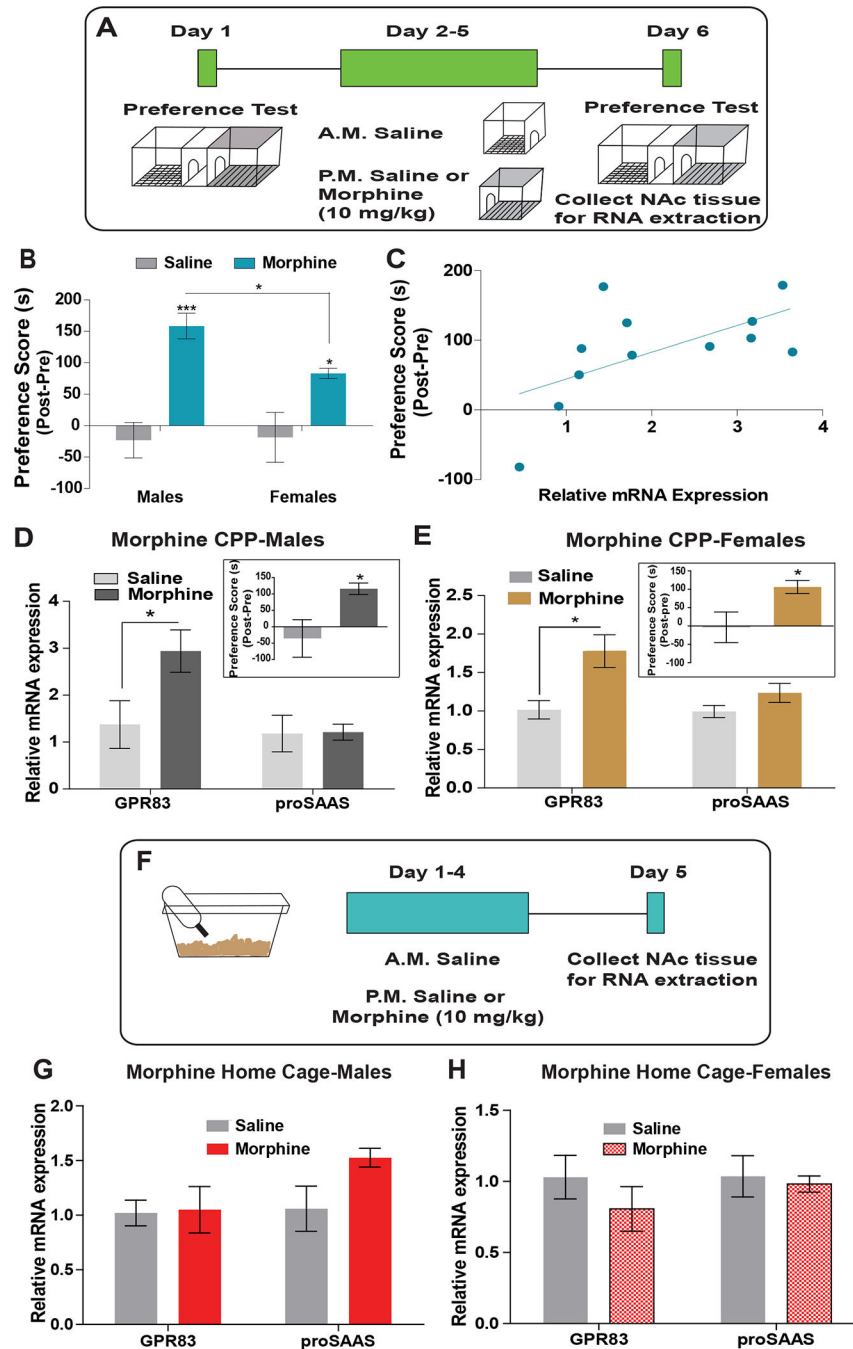 A
Day 1
Day 2-5
Day 6
Preference Test
A.M. Saline
P.M. Saline or
Morphine
(10 mg/kg)
Preference Test
Collect NAc tissue
for RNA extraction
B
Saline
Morphine
Preference Score (s)
(Post-Pre)
200
150
100
50
0
-50
-100
***
*
*
Males
Females
C
Preference Score (s)
(Post-Pre)
200
100
0
-100
1
2
3
4
Relative mRNA Expression
D
Morphine CPP-Males
Saline
Morphine
Relative mRNA expression
4
3
2
1
0
*
GPR83
proSAAS
Preference Score (s)
(Post-pre)
150
100
50
0
-50
-100
*
E
Morphine CPP-Females
Saline
Morphine
Relative mRNA expression
2.5
2.0
1.5
1.0
0.5
0.0
*
GPR83
proSAAS
Preference Score (s)
(Post-pre)
150
100
50
0
-50
-100
*
F
Day 1-4
Day 5
A.M. Saline
P.M. Saline or
Morphine (10 mg/kg)
Collect NAc tissue
for RNA extraction
G
Morphine Home Cage-Males
Saline
Morphine
Relative mRNA expression
2.0
1.5
1.0
0.5
0.0
GPR83
proSAAS
H
Morphine Home Cage-Females
Saline
Morphine
Relative mRNA expression
1.5
1.0
0.5
0.0
GPR83
proSAAS